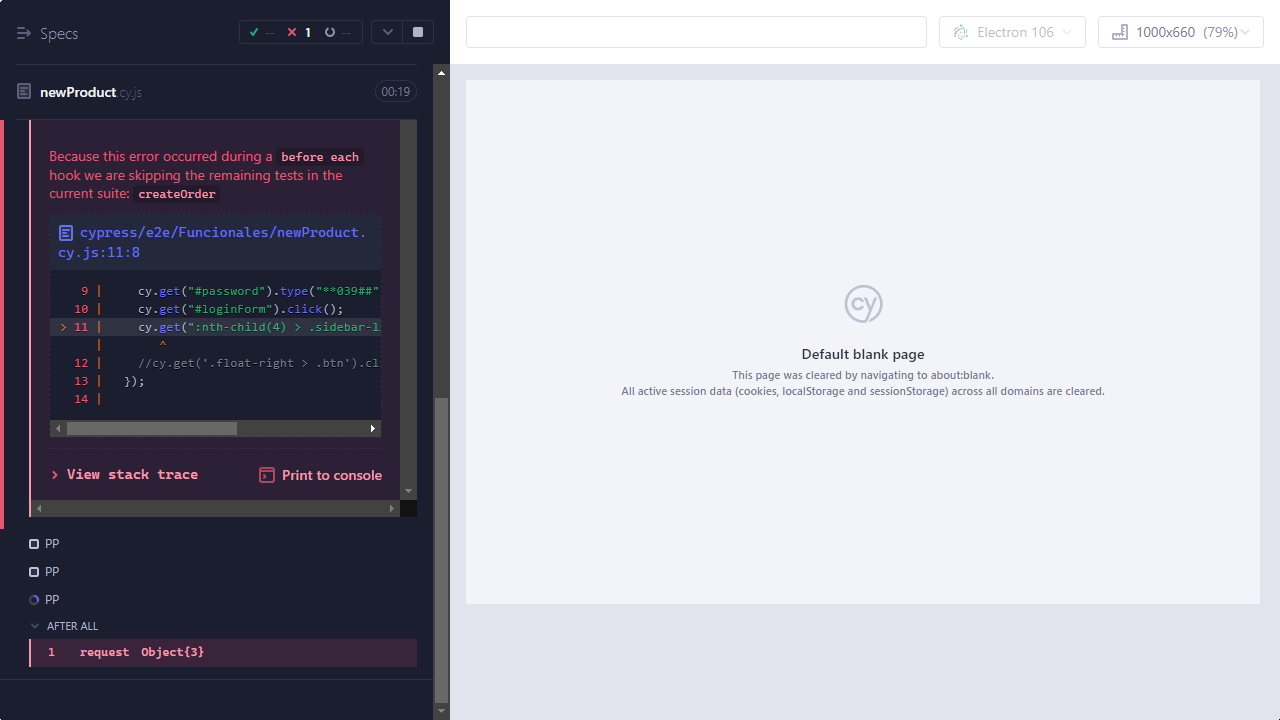 Specs
-- 1 --
newProduct.cy.js 00:19
Because this error occurred during a before each
hook we are skipping the remaining tests in the
current suite: createOrder
cypress/e2e/Funcionales/newProduct.
cy.js:11:8
9 | cy.get("#password").type("**039##"
10 | cy.get("#loginForm").click();
> 11 | cy.get(":nth-child(4) > .sidebar-l
| ^
12 | //cy.get('.float-right > .btn').cl
13 | });
14 |
> View stack trace Print to console
PP
PP
PP
AFTER ALL
1 request Object{3}
Electron 106
1000x660 (79%)
cy
Default blank page
This page was cleared by navigating to about:blank.
All active session data (cookies, localStorage and sessionStorage) across all domains are cleared.